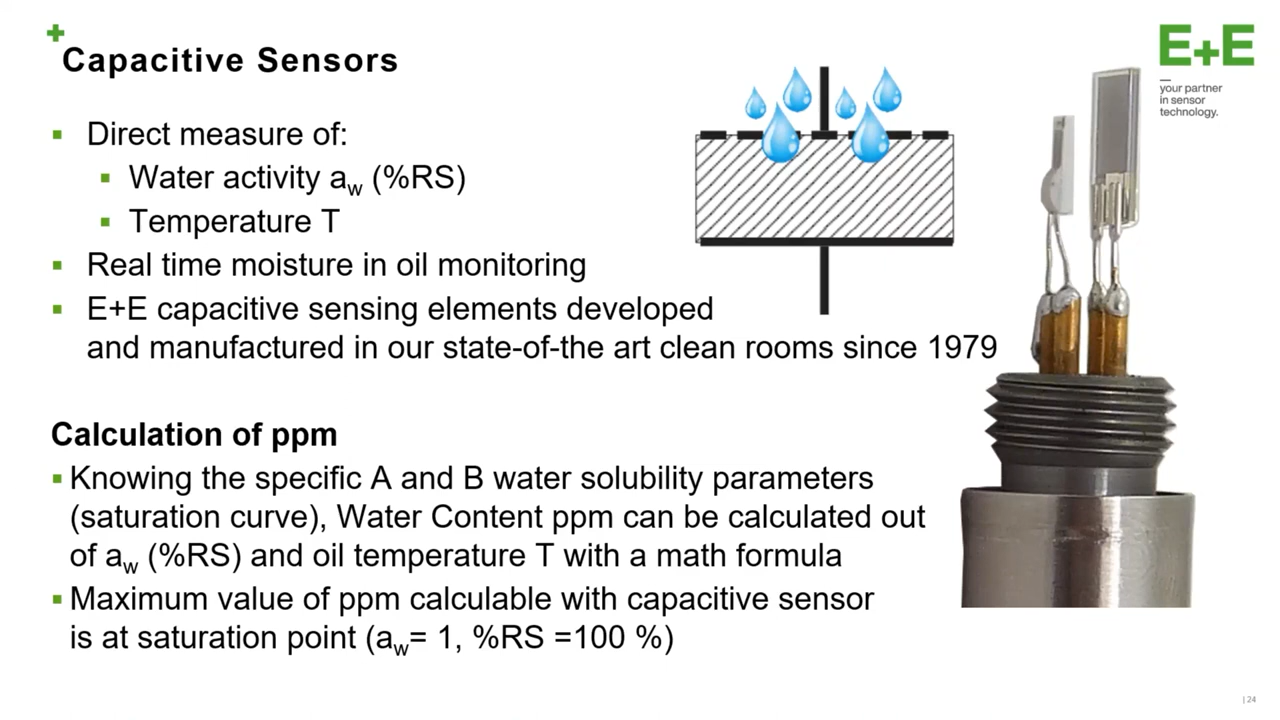 Capacitive Sensors
E+E
your partner
in sensor
technology.
▪ Direct measure of:
▪ Water activity aw (%RS)
▪ Temperature T
▪ Real time moisture in oil monitoring
▪ E+E capacitive sensing elements developed
and manufactured in our state-of-the art clean rooms since 1979
Calculation of ppm
▪ Knowing the specific A and B water solubility parameters
(saturation curve), Water Content ppm can be calculated out
of aw (%RS) and oil temperature T with a math formula
▪ Maximum value of ppm calculable with capacitive sensor
is at saturation point (aw= 1, %RS =100 %)
| 24